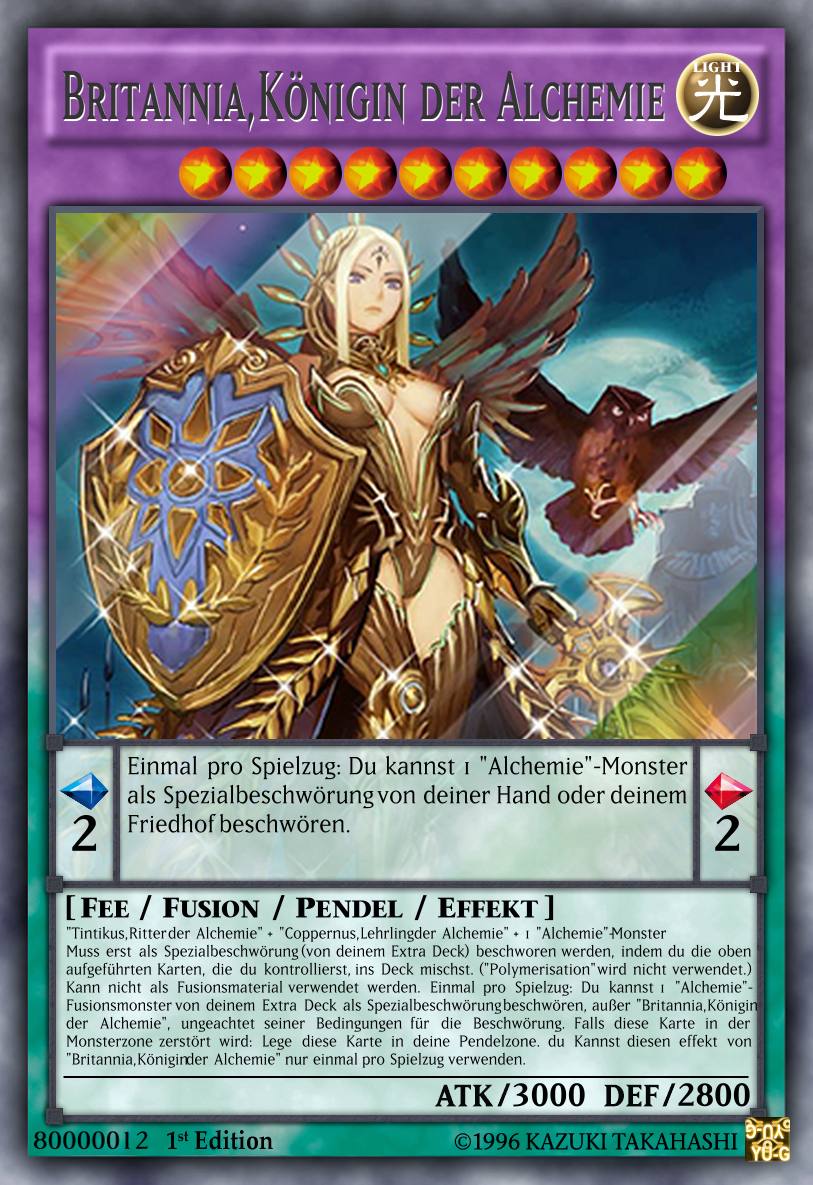 Britannia,Königin der Alchemie
LIGHT
光
Einmal pro Spielzug: Du kannst 1 "Alchemie"-Monster
als Spezialbeschwörung von deiner Hand oder deinem
Friedhof beschwören.
2
2
[ Fee / Fusion / Pendel / Effekt ]
"Tintikus,Ritter der Alchemie" + "Coppernus,Lehrling der Alchemie" + 1 "Alchemie"-Monster
Muss erst als Spezialbeschwörung (von deinem Extra Deck) beschworen werden, indem du die oben
aufgeführten Karten, die du kontrollierst, ins Deck mischst. ("Polymerisation" wird nicht verwendet.)
Kann nicht als Fusionsmaterial verwendet werden. Einmal pro Spielzug: Du kannst 1 "Alchemie"-
Fusionsmonster von deinem Extra Deck als Spezialbeschwörung beschwören, außer "Britannia,Königin
der Alchemie", ungeachtet seiner Bedingungen für die Beschwörung. Falls diese Karte in der
Monsterzone zerstört wird: Lege diese Karte in deine Pendelzone. du Kannst diesen effekt von
"Britannia,Königin der Alchemie" nur einmal pro Spielzug verwenden.
ATK/3000 DEF/2800
80000012 1st Edition ©1996 KAZUKI TAKAHASHI